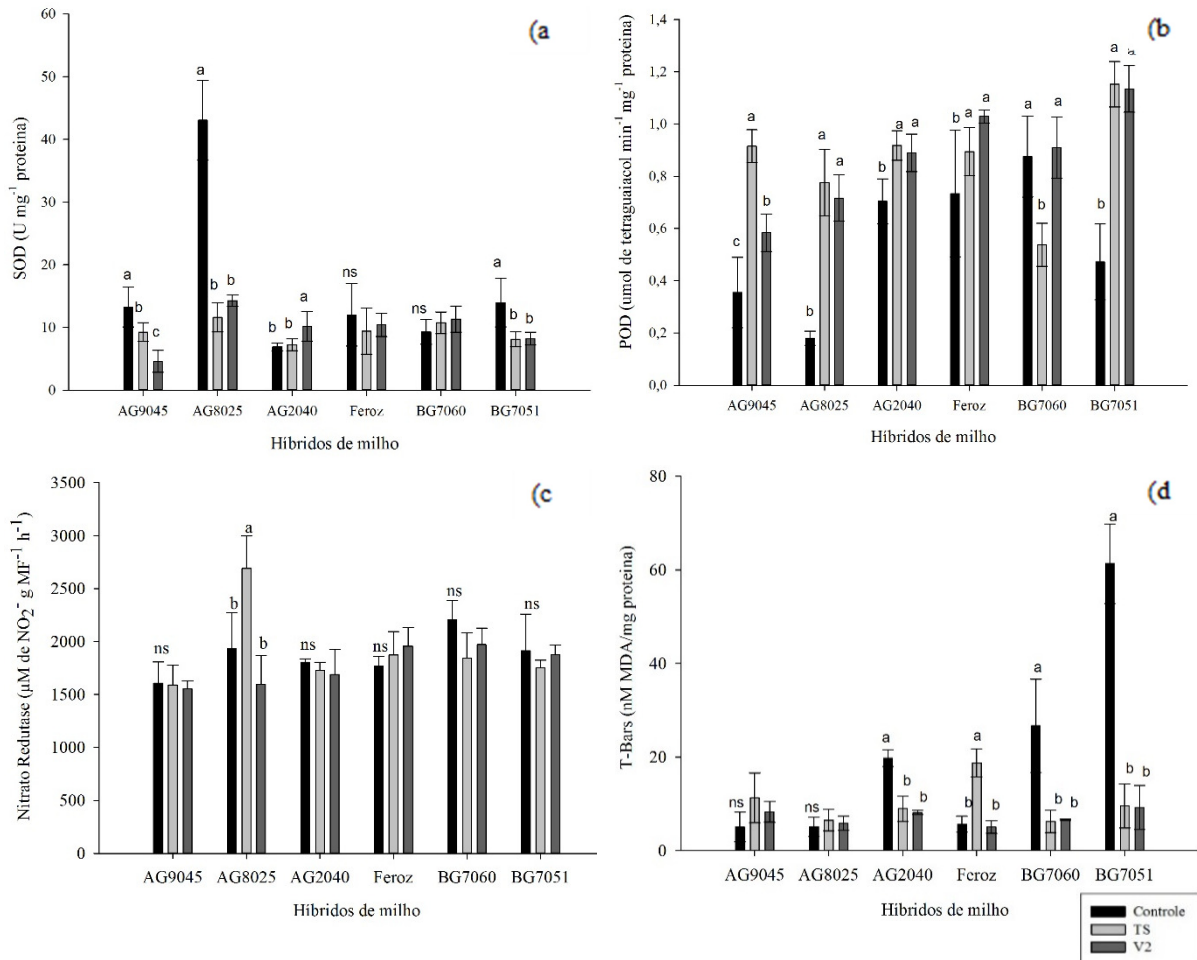 (a
SOD (U mg⁻¹ proteina)
60
50
40
30
20
10
0
a
b
c
a
b
b
b
b
a
ns
ns
a
b
b
AG9045 AG8025 AG2040 Feroz BG7060 BG7051
Híbridos de milho
(b
POD (umol de tetraguaiacol min⁻¹ mg⁻¹ proteina)
1,4
1,2
1,0
0,8
0,6
0,4
0,2
0,0
c
a
b
b
a
a
b
a
a
b
a
a
a
b
a
b
a
a
AG9045 AG8025 AG2040 Feroz BG7060 BG7051
Híbridos de milho
(c
Nitrato Redutase (µM de NO₂⁻ g MF⁻¹ h⁻¹)
3500
3000
2500
2000
1500
1000
500
0
ns
b
a
b
ns
ns
ns
ns
AG9045 AG8025 AG2040 Feroz BG7060 BG7051
Híbridos de milho
(d
T-Bars (nM MDA/mg proteina)
80
60
40
20
0
ns
ns
a
b
b
b
a
b
a
b
b
a
b
b
AG9045 AG8025 AG2040 Feroz BG7060 BG7051
Híbridos de milho
Controle
TS
V2